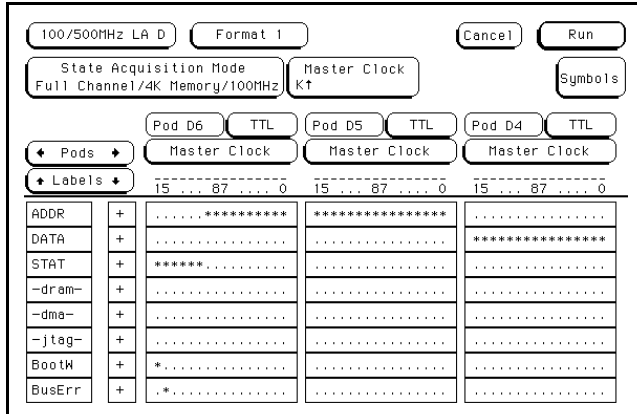 100/500MHz LA D Format 1 Cancel Run
State Acquisition Mode
Full Channel/4K Memory/100MHz
Master Clock
K↑
Symbols
Pod D6 TTL Pod D5 TTL Pod D4 TTL
← Pods → Master Clock Master Clock Master Clock
↑ Labels ↓ 15 ... 87 .... 0 15 ... 87 .... 0 15 ... 87 .... 0
ADDR + ......********** **************** ................
DATA + ................ ................ ****************
STAT + ******.......... ................ ................
-dram- + ................ ................ ................
-dma- + ................ ................ ................
-jtag- + ................ ................ ................
BootW + *............... ................ ................
BusErr + .*.............. ................ ................